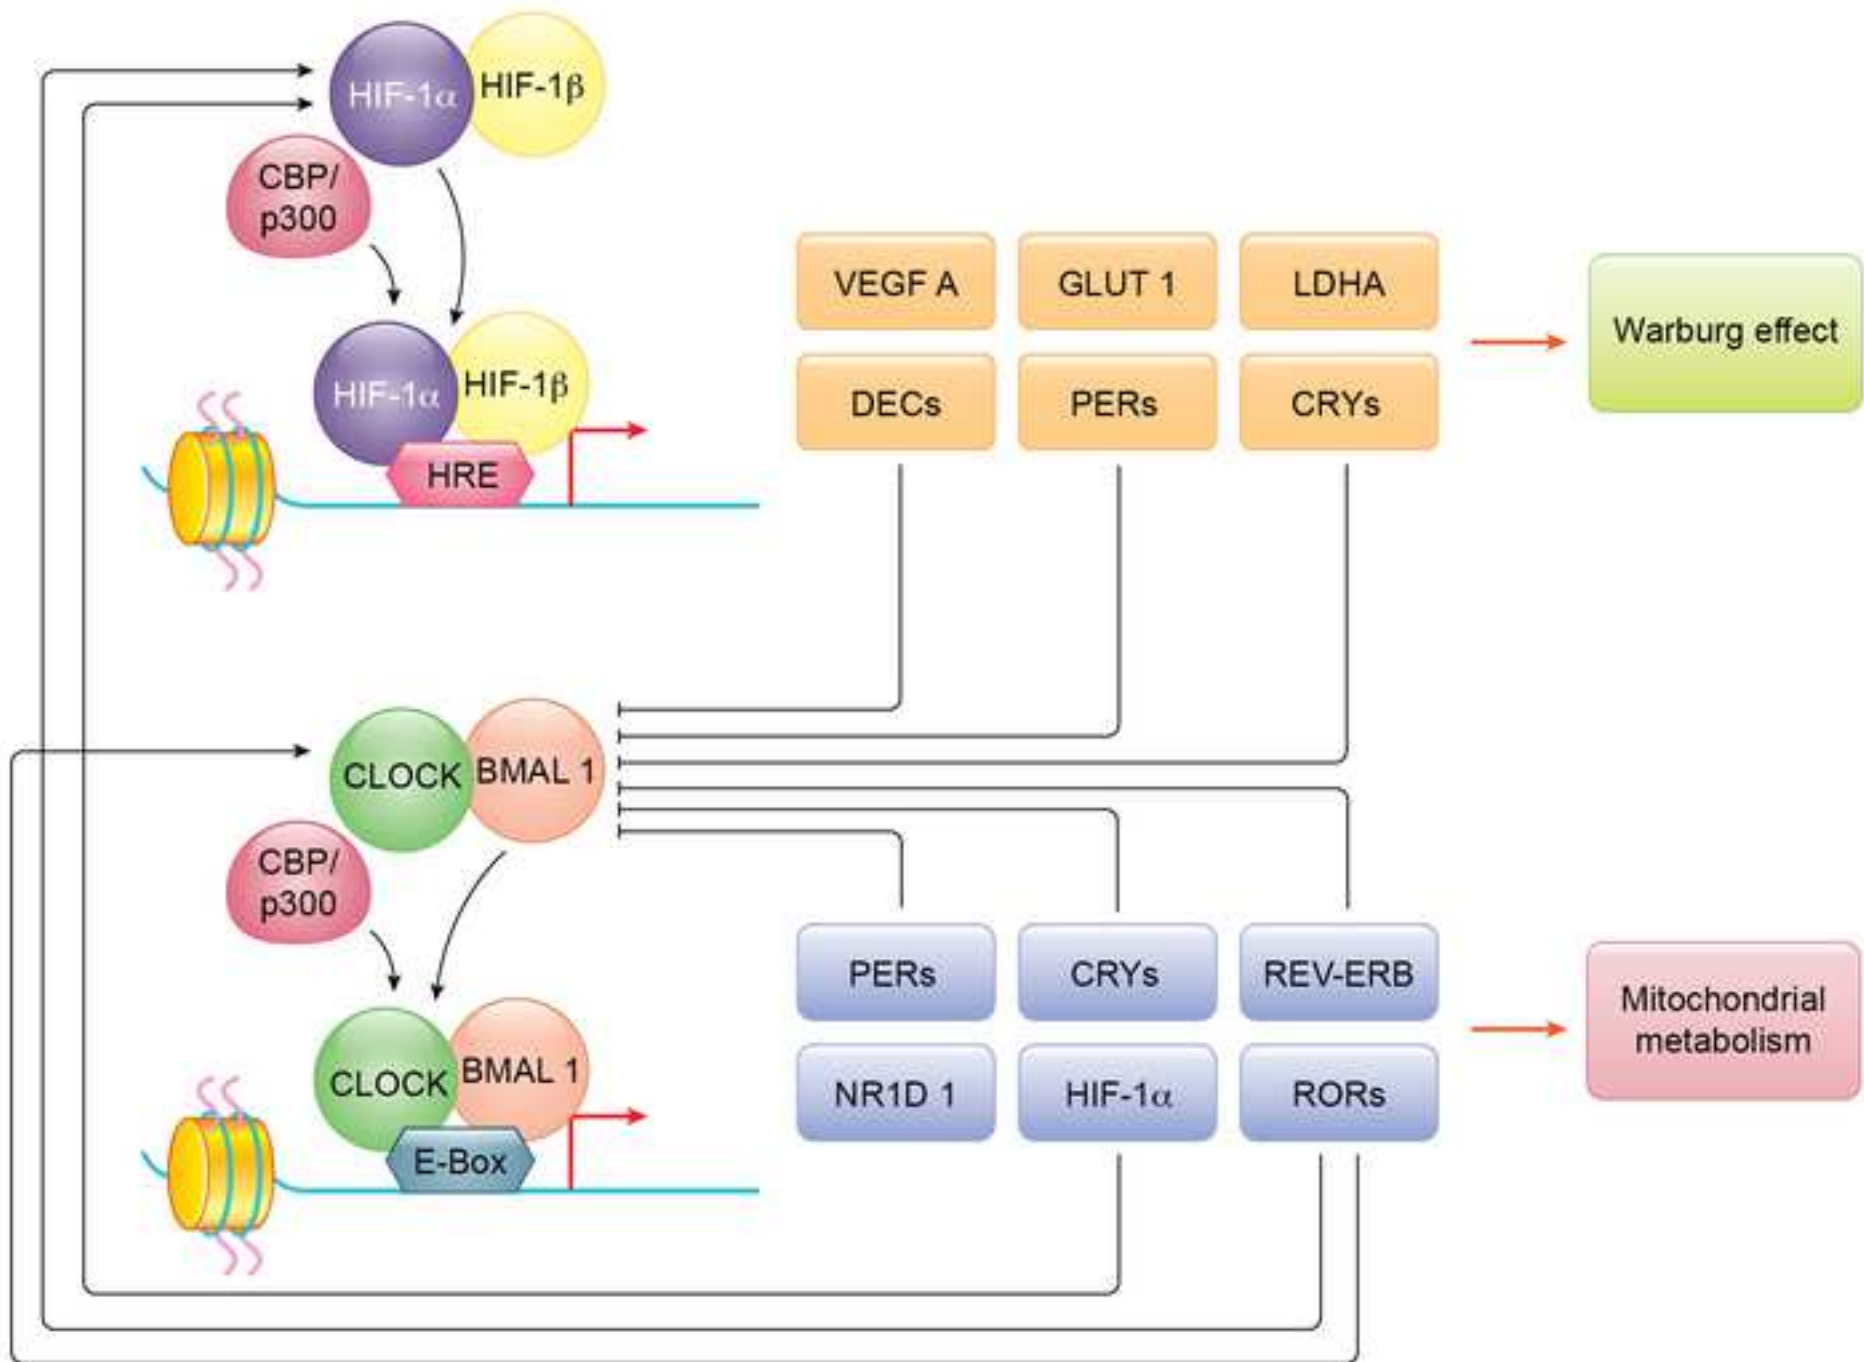 HIF-1α
HIF-1β
CBP/
p300
HIF-1α
HIF-1β
HRE
VEGF A
GLUT 1
LDHA
DECs
PERs
CRYs
Warburg effect
CLOCK
BMAL 1
CBP/
p300
CLOCK
BMAL 1
E-Box
PERs
CRYs
REV-ERB
NR1D 1
HIF-1α
RORs
Mitochondrial
metabolism